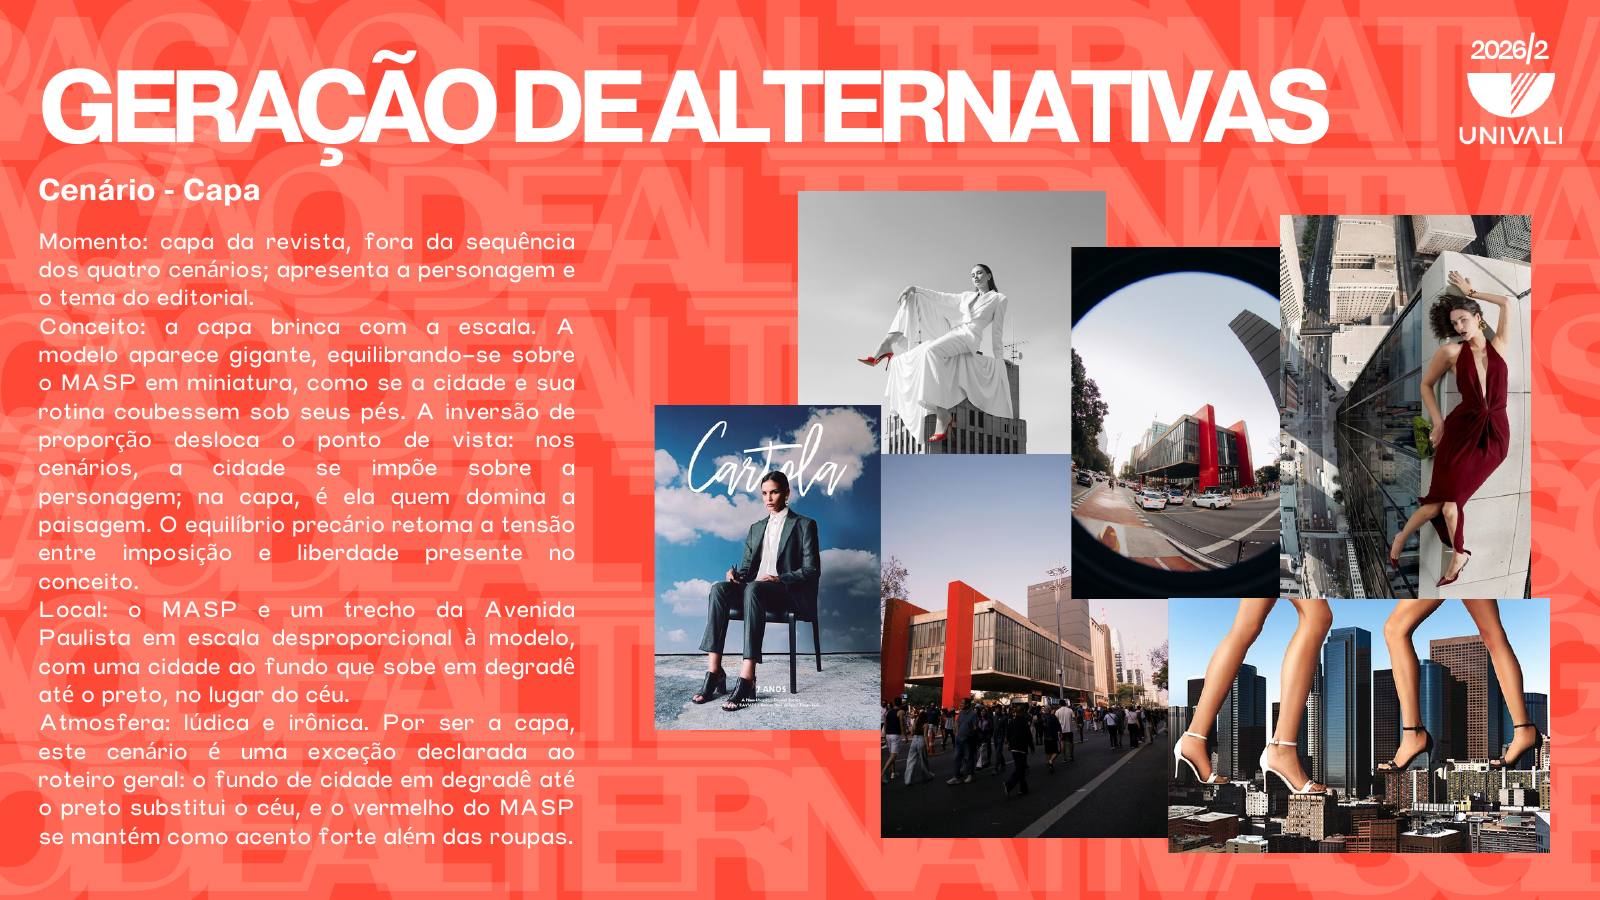 GERAÇÃO DE ALTERNATIVAS
2026/2
UNIVALI
Cenário - Capa
Momento: capa da revista, fora da sequência
dos quatro cenários; apresenta a personagem e
o tema do editorial.
Conceito: a capa brinca com a escala. A
modelo aparece gigante, equilibrando-se sobre
o MASP em miniatura, como se a cidade e sua
rotina coubessem sob seus pés. A inversão de
proporção desloca o ponto de vista: nos
cenários, a cidade se impõe sobre a
personagem; na capa, é ela quem domina a
paisagem. O equilíbrio precário retoma a tensão
entre imposição e liberdade presente no
conceito.
Local: o MASP e um trecho da Avenida
Paulista em escala desproporcional à modelo,
com uma cidade ao fundo que sobe em degradê
até o preto, no lugar do céu.
Atmosfera: lúdica e irônica. Por ser a capa,
este cenário é uma exceção declarada ao
roteiro geral: o fundo de cidade em degradê até
o preto substitui o céu, e o vermelho do MASP
se mantém como acento forte além das roupas.
Cartola
7 ANOS